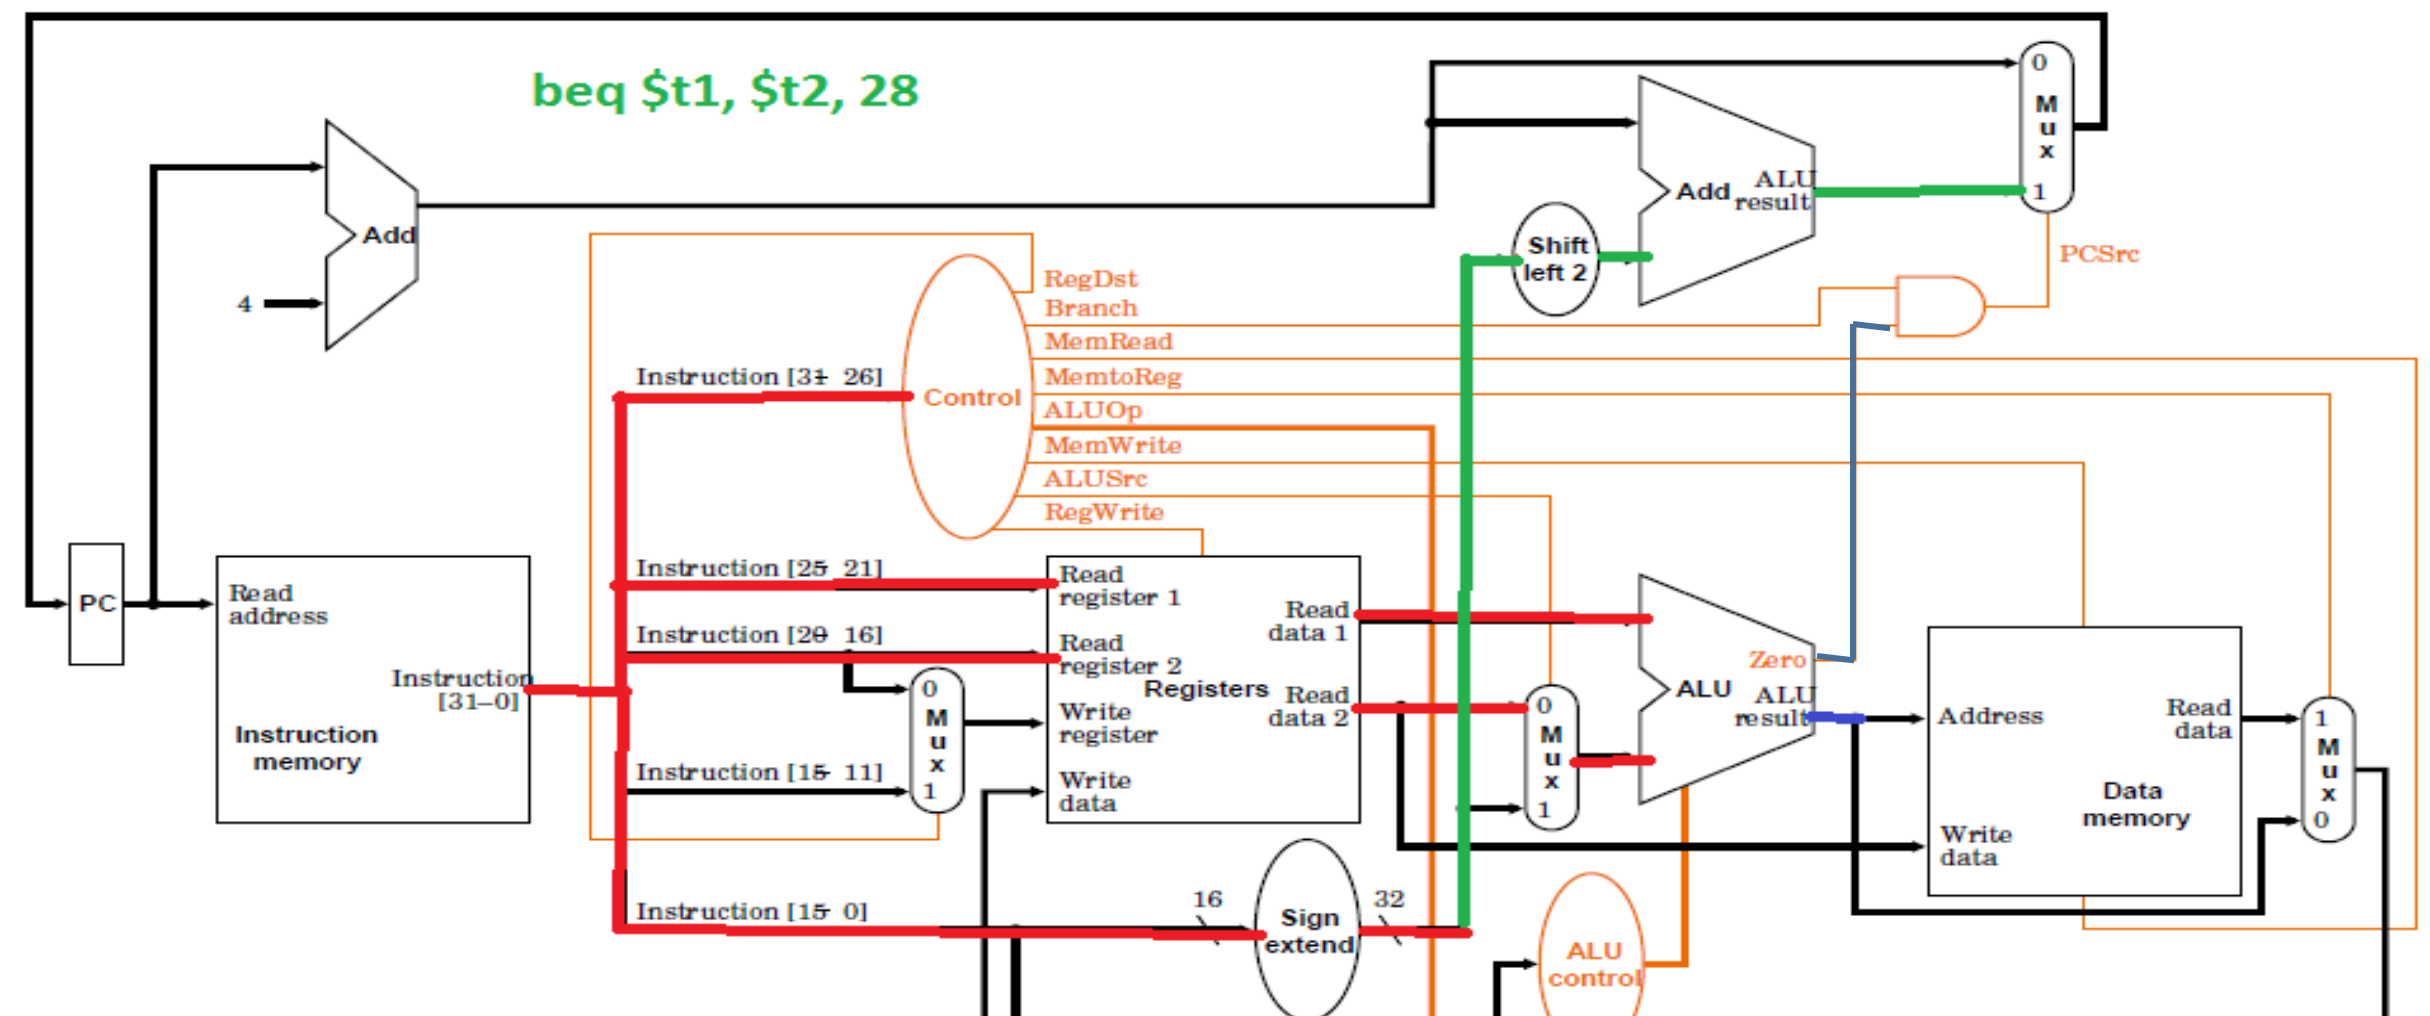 beq $t1, $t2, 28
0
M
u
x
1
Add
ALU
result
Shift
left 2
PCSrc
Add
4
RegDst
Branch
MemRead
MemtoReg
ALUOp
MemWrite
ALUSrc
RegWrite
Control
Instruction [31 26]
Instruction [25 21]
Instruction [20 16]
Instruction [15 11]
Instruction [15 0]
PC
Read
address
Instruction
[31–0]
Instruction
memory
0
M
u
x
1
Read
register 1
Read
register 2
Write
register
Write
data
Registers
Read
data 1
Read
data 2
0
M
u
x
1
Zero
ALU
ALU
result
Address
Read
data
Data
memory
Write
data
1
M
u
x
0
16
Sign
extend
32
ALU
control